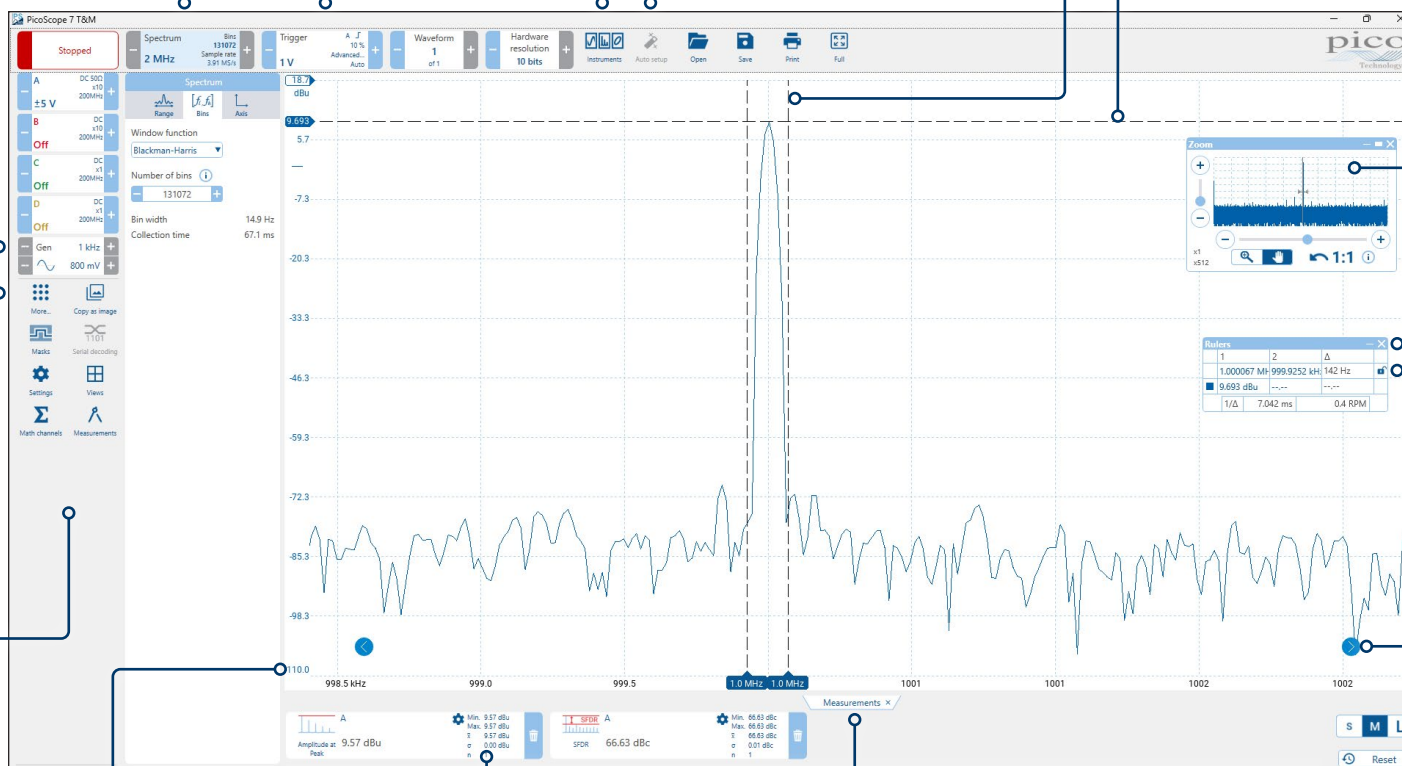 PicoScope 7 T&M
Stopped
Spectrum
2 MHz
Bins
131072
Sample rate
3.91 MS/s
Trigger
1 V
A
10 %
Advanced...
Auto
Waveform
1
of 1
Hardware
resolution
10 bits
Instruments
Auto setup
Open
Save
Print
Full
pico
Technology
A
±5 V
DC 50Ω
x10
200MHz
B
Off
DC
x10
200MHz
C
Off
DC
x1
200MHz
D
Off
DC
x1
200MHz
Gen
1 kHz
800 mV
More...
Copy as image
Masks
1101
Serial decoding
Settings
Views
Math channels
Measurements
Spectrum
Range
Bins
Axis
Window function
Blackman-Harris
Number of bins
131072
Bin width 14.9 Hz
Collection time 67.1 ms
18.7
dBu
9.693
5.7
-7.3
-20.3
-33.3
-46.3
-59.3
-72.3
-85.3
-98.3
110.0
998.5 kHz
999.0
999.5
1.0 MHz
1.0 MHz
1001
1001
1002
1002
Zoom
x1
x512
1:1
Rulers
1 2 Δ
1.000067 MH 999.9252 kH: 142 Hz
9.693 dBu --.-- --.--
1/Δ 7.042 ms 0.4 RPM
Measurements ×
A
Amplitude at
Peak
9.57 dBu
Min. 9.57 dBu
Max. 9.57 dBu
x̄ 9.57 dBu
σ 0.00 dBu
n
SFDR
A
SFDR
66.63 dBc
Min. 66.63 dBc
Max. 66.63 dBc
x̄ 66.63 dBc
σ 0.01 dBc
n 1
S M L
Reset